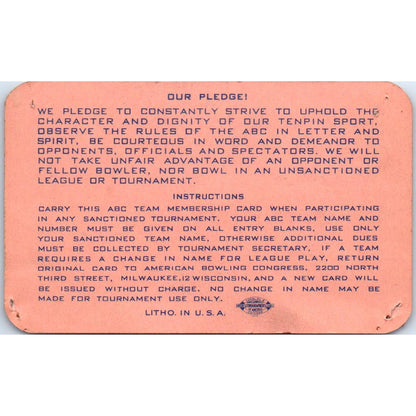 OUR PLEDGE!
WE PLEDGE TO CONSTANTLY STRIVE TO UPHOLD THE
CHARACTER AND DIGNITY OF OUR TENPIN SPORT,
OBSERVE THE RULES OF THE ABC IN LETTER AND
SPIRIT, BE COURTEOUS IN WORD AND DEMEANOR TO
OPPONENTS, OFFICIALS AND SPECTATORS. WE WILL
NOT TAKE UNFAIR ADVANTAGE OF AN OPPONENT OR
FELLOW BOWLER, NOR BOWL IN AN UNSANCTIONED
LEAGUE OR TOURNAMENT.
INSTRUCTIONS
CARRY THIS ABC TEAM MEMBERSHIP CARD WHEN PARTICIPATING
IN ANY SANCTIONED TOURNAMENT. YOUR ABC TEAM NAME AND
NUMBER MUST BE GIVEN ON ALL ENTRY BLANKS, USE ONLY
YOUR SANCTIONED TEAM NAME, OTHERWISE ADDITIONAL DUES
MUST BE COLLECTED BY TOURNAMENT SECRETARY. IF A TEAM
REQUIRES A CHANGE IN NAME FOR LEAGUE PLAY, RETURN
ORIGINAL CARD TO AMERICAN BOWLING CONGRESS, 2200 NORTH
THIRD STREET, MILWAUKEE,12 WISCONSIN, AND A NEW CARD WILL
BE ISSUED WITHOUT CHARGE. NO CHANGE IN NAME MAY BE
MADE FOR TOURNAMENT USE ONLY.
LITHO. IN U.S.A.